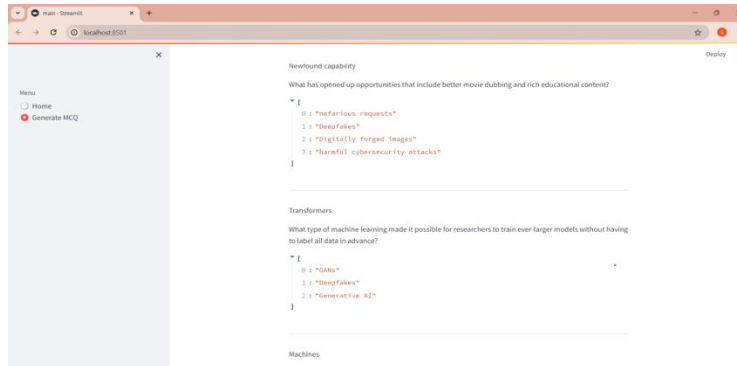 main · Streamlit
localhost:8501
Deploy
Menu
Home
Generate MCQ
Newfound capability
What has opened up opportunities that include better movie dubbing and rich educational content?
[
0 : "nefarious requests"
1 : "Deepfakes"
2 : "Digitally forged images"
3 : "harmful cybersecurity attacks"
]
Transformers
What type of machine learning made it possible for researchers to train ever-larger models without having
to label all data in advance?
[
0 : "GANs"
1 : "Deepfakes"
2 : "Generative AI"
]
Machines